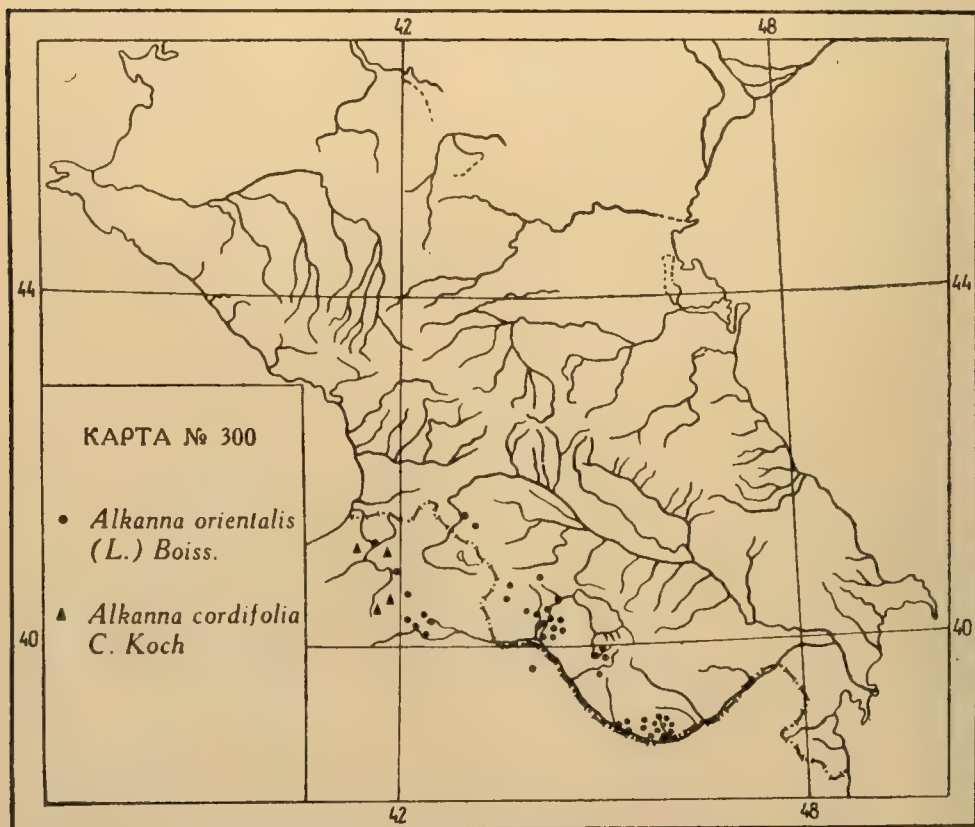 42 48
44 44
КАРТА № 300
Alkanna orientalis
(L.) Boiss.
Alkanna cordifolia
C. Koch
40 40
42 48